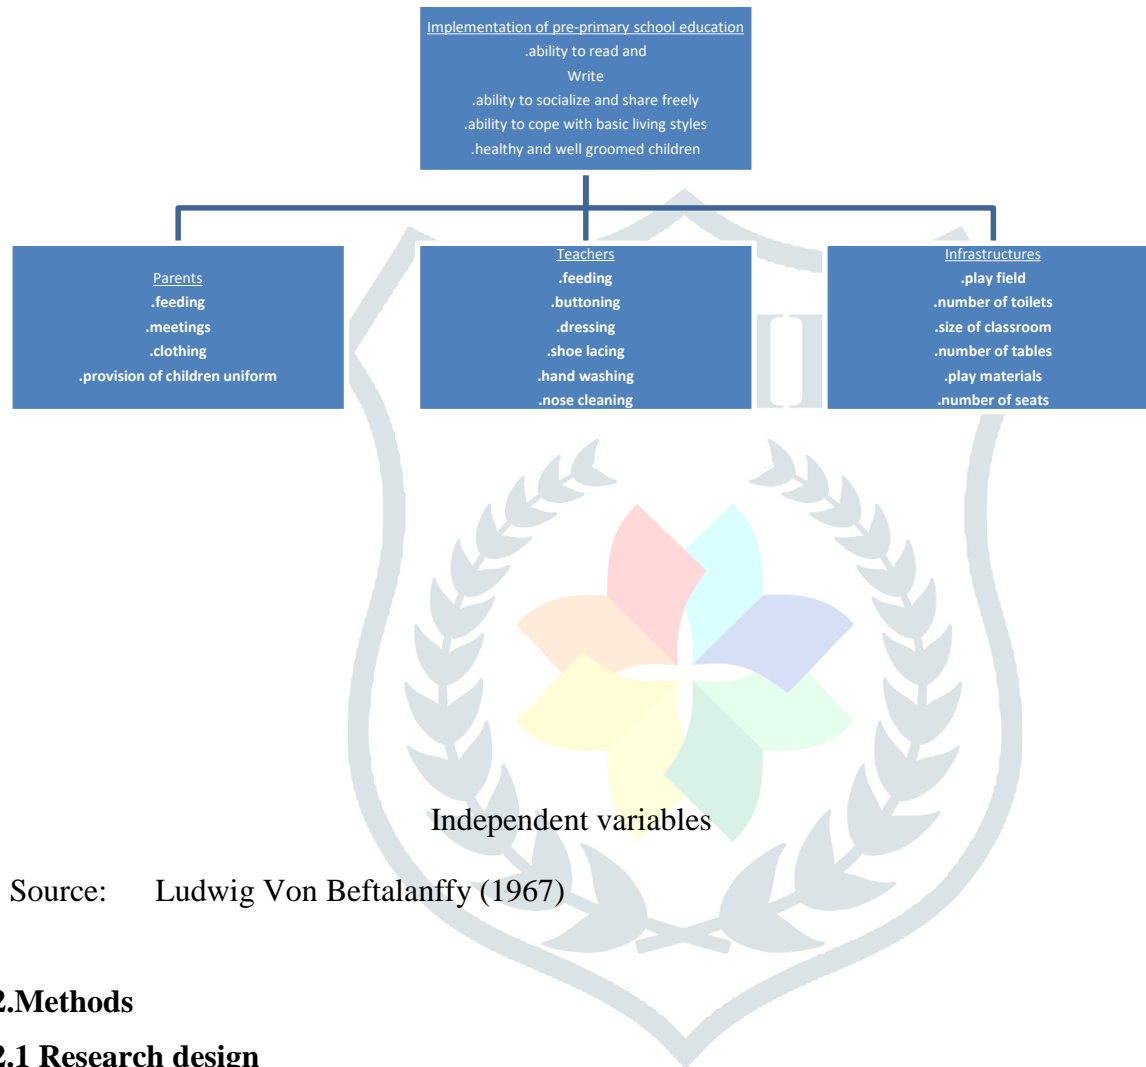 Implementation of pre-primary school education
.ability to read and
Write
.ability to socialize and share freely
.ability to cope with basic living styles
.healthy and well groomed children
Parents
.feeding
.meetings
.clothing
.provision of children uniform
Teachers
.feeding
.buttoning
.dressing
.shoe lacing
.hand washing
.nose cleaning
Infrastructures
.play field
.number of toilets
.size of classroom
.number of tables
.play materials
.number of seats
Independent variables
Source: Ludwig Von Beftalanffy (1967)
2.Methods
2.1 Research design